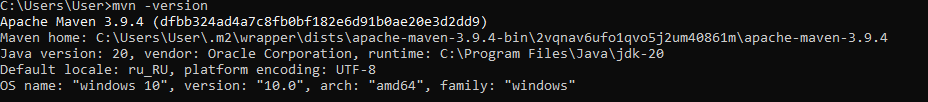 C:\Users\User>mvn -version
Apache Maven 3.9.4 (dfbb324ad4a7c8fb0bf182e6d91b0ae20e3d2dd9)
Maven home: C:\Users\User\.m2\wrapper\dists\apache-maven-3.9.4-bin\2vqnav6ufo1qvo5j2um40861m\apache-maven-3.9.4
Java version: 20, vendor: Oracle Corporation, runtime: C:\Program Files\Java\jdk-20
Default locale: ru_RU, platform encoding: UTF-8
OS name: "windows 10", version: "10.0", arch: "amd64", family: "windows"